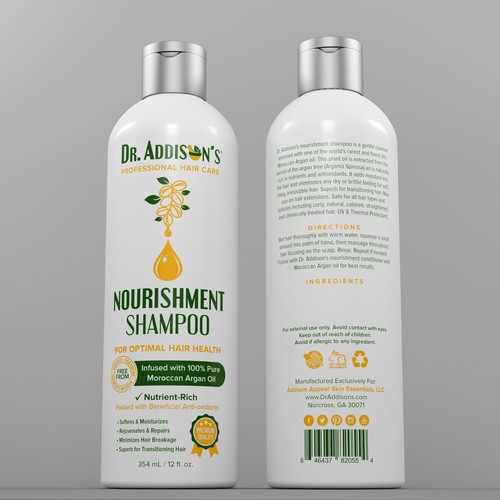 DR. ADDISON'S
PROFESSIONAL HAIR CARE
NOURISHMENT
SHAMPOO
FOR OPTIMAL HAIR HEALTH
FREE FROM
Infused with 100% Pure
Moroccan Argan Oil
✓ Nutrient-Rich
Packed with Beneficial Anti-oxidents
• Softens & Moisturizes
• Rejuvenates & Repairs
• Minimizes Hair Breakage
• Superb for Transitioning Hair
PREMIUM
QUALITY
354 mL / 12 fl. oz.
Dr. Addison's nourishment shampoo is a gentle cleanser
enriched with one of the world's rarest and finest oils,
Moroccan Argan oil. This plant oil is extracted from the
kernel of the argan tree (Argania Spinosa) an is naturally
rich in nutrients and antioxidants. It adds moisture into
the hair and eliminates any dry or brittle feeling for soft,
shiny, irresistible hair. Superb for transitioning hair.
on-hair extensions. Safe for all hair types and
textures including curly, natural, colored, straightened,
and chemically treated hair. UV & Thermal Protectant.
DIRECTIONS
Wet hair thoroughly with warm water, squeeze a small
amount into palm of hand, then massage throughout
hair focusing on the scalp. Rinse. Repeat if needed.
Follow with Dr. Addison's nourishment conditioner with
Moroccan Argan oil for best results.
INGREDIENTS
For external use only. Avoid contact with eyes.
Keep out of reach of children.
Avoid if allergic to any ingredient.
Manufactured Exclusively For:
Addison Appeal Skin Essentials, LLC
www.DrAddisons.com
Norcross, GA 30071
6 46437 82055 4